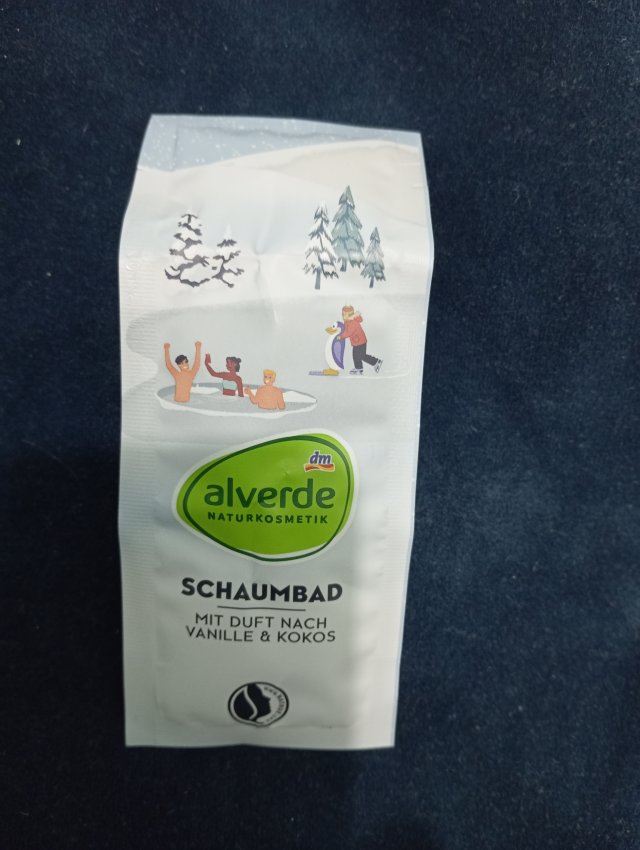 dm
alverde
NATURKOSMETIK
SCHAUMBAD
MIT DUFT NACH
VANILLE & KOKOS